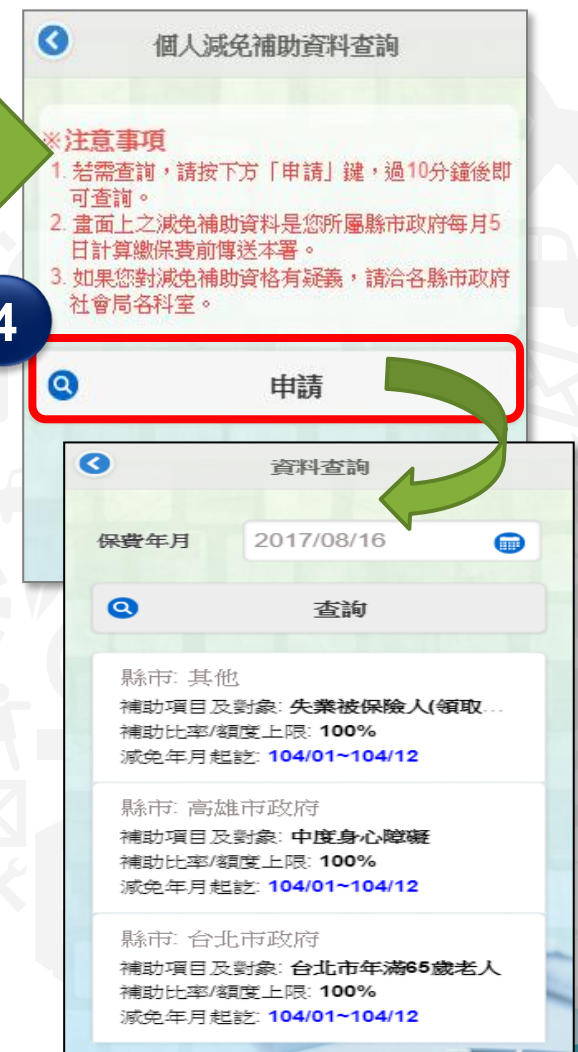 個人減免補助資料查詢
※注意事項
1. 若需查詢，請按下方「申請」鍵，過10分鐘後即
可查詢。
2. 畫面上之減免補助資料是您所屬縣市政府每月5
日計算繳保費前傳送本署。
3. 如果您對減免補助資格有疑義，請洽各縣市政府
社會局各科室。
4
申請
資料查詢
保費年月 2017/08/16
查詢
縣市: 其他
補助項目及對象: 失業被保險人(領取...
補助比率/額度上限: 100%
減免年月起訖: 104/01~104/12
縣市: 高雄市政府
補助項目及對象: 中度身心障礙
補助比率/額度上限: 100%
減免年月起訖: 104/01~104/12
縣市: 台北市政府
補助項目及對象: 台北市年滿65歲老人
補助比率/額度上限: 100%
減免年月起訖: 104/01~104/12